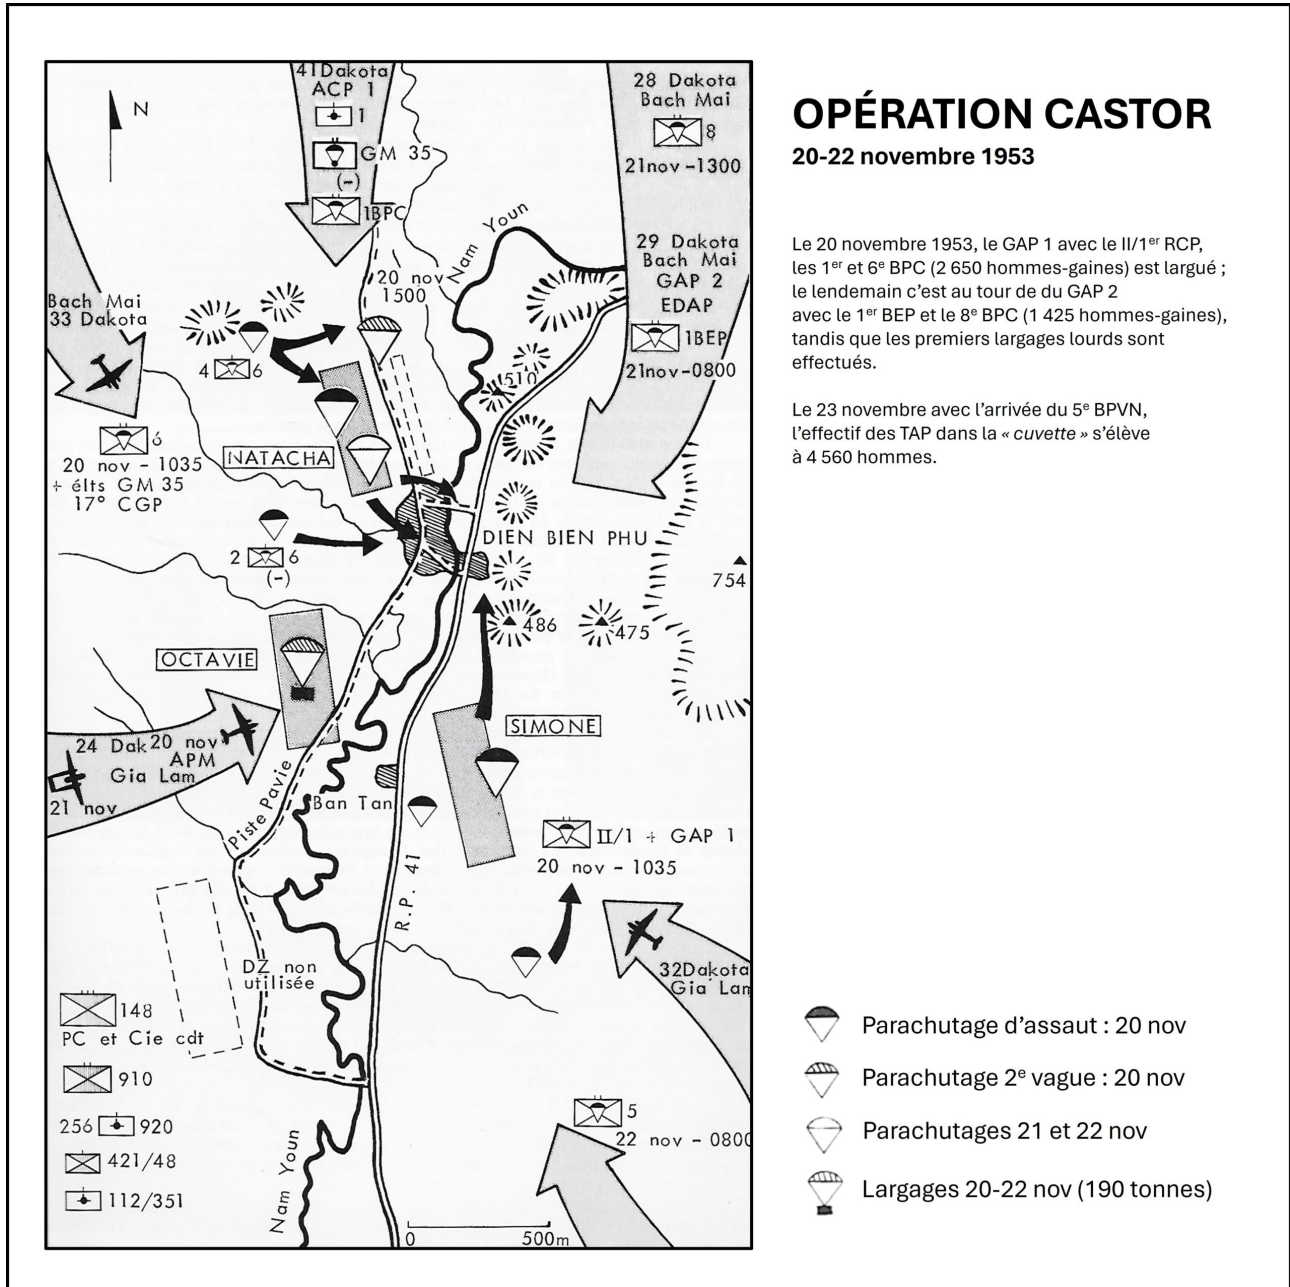 41Dakota
ACP 1
1
GM 35
(-)
1BPC
N
28 Dakota
Bach Mai
8
21nov-1300
29 Dakota
Bach Mai
GAP 2
EDAP
1BEP
21nov-0800
Nam Youn
20 nov
1500
Bach Mai
33 Dakota
4 6
510
6
20 nov - 1035
+ élts GM 35
17° CGP
NATACHA
DIEN BIEN PHU
2 6
(-)
754
486
475
OCTAVIE
SIMONE
24 Dak 20 nov
APM
Gia Lam
21 nov
Piste Pavie
Ban Tan
II/1 + GAP 1
20 nov - 1035
R.P. 41
DZ non
utilisée
32Dakota
Gia Lam
148
PC et Cie cdt
910
256 920
421/48
112/351
5
22 nov - 0800
Nam Youn
0 500m
OPÉRATION CASTOR
20-22 novembre 1953
Le 20 novembre 1953, le GAP 1 avec le II/1er RCP,
les 1er et 6e BPC (2 650 hommes-gaines) est largué ;
le lendemain c’est au tour de du GAP 2
avec le 1er BEP et le 8e BPC (1 425 hommes-gaines),
tandis que les premiers largages lourds sont
effectués.
Le 23 novembre avec l’arrivée du 5e BPVN,
l’effectif des TAP dans la « cuvette » s’élève
à 4 560 hommes.
Parachutage d’assaut : 20 nov
Parachutage 2e vague : 20 nov
Parachutages 21 et 22 nov
Largages 20-22 nov (190 tonnes)